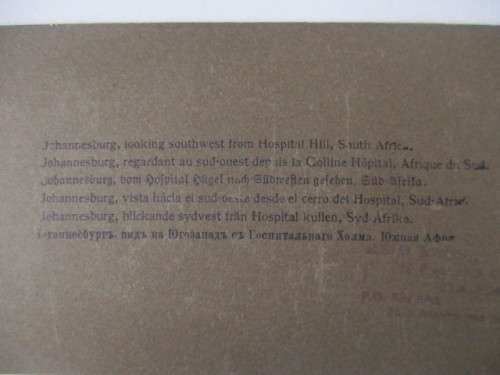 Johannesburg, looking southwest from Hospital Hill, South Africa.
Johannesburg, regardant au sud-ouest depuis la Colline Hôpital, Afrique du Sud.
Johannesburg, vom Hospital Hügel nach Südwesten gesehen. Süd-Afrika.
Johannesburg, vista hácia el sud-oeste desde el cerro del Hospital, Sud-Africa.
Johannesburg, blickande sydvest från Hospital kullen, Syd-Afrika.
видъ на Югозападъ съ Госпитальнаго Холма. Южная
P.O. Box